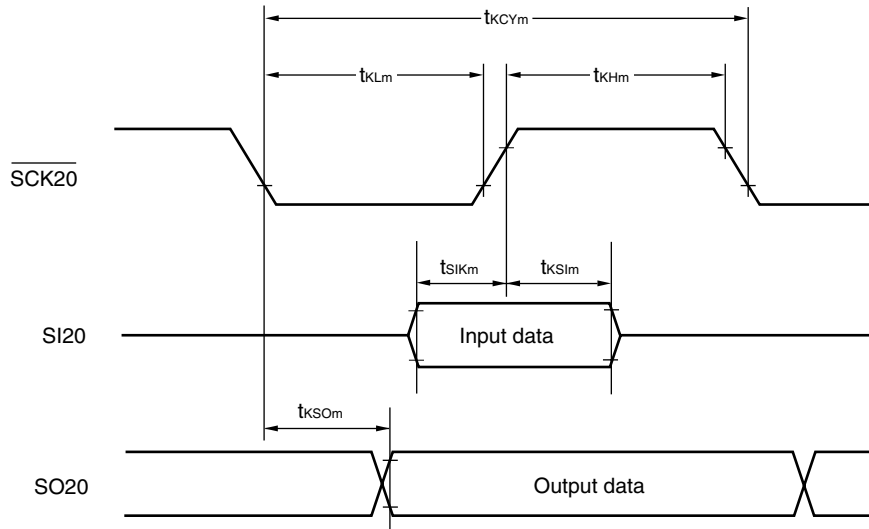 tKCYm
tKLm
tKHm
SCK20
tSIKm
tKSIm
SI20
Input data
tKSOm
SO20
Output data